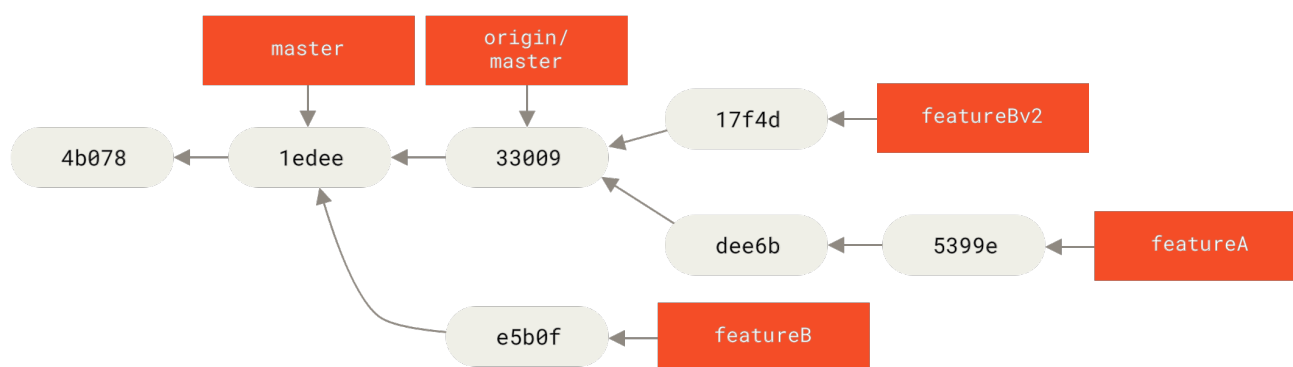 master
origin/
master
17f4d
featureBv2
4b078
1edee
33009
dee6b
5399e
featureA
e5b0f
featureB